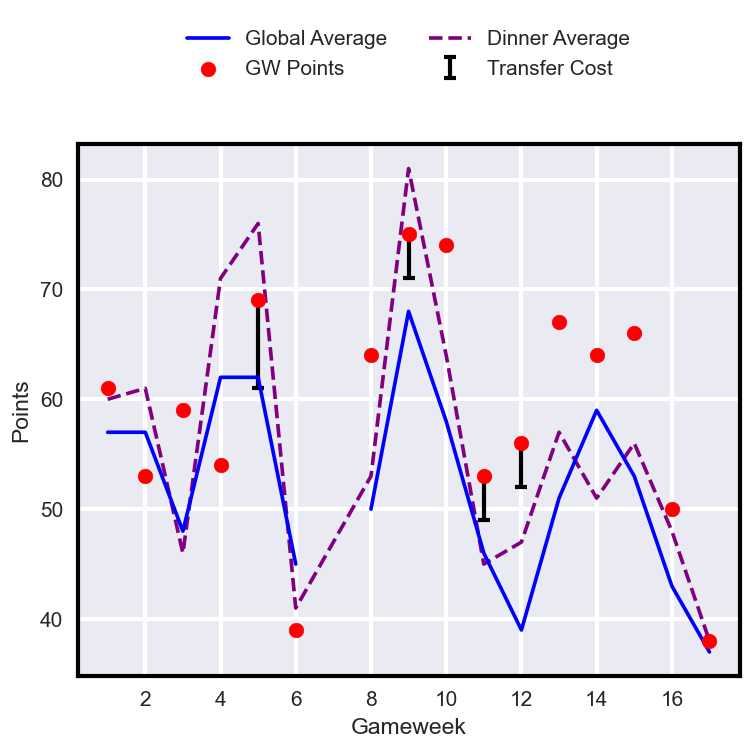 Global Average
Dinner Average
GW Points
Transfer Cost
80
70
60
50
40
Points
2 4 6 8 10 12 14 16
Gameweek